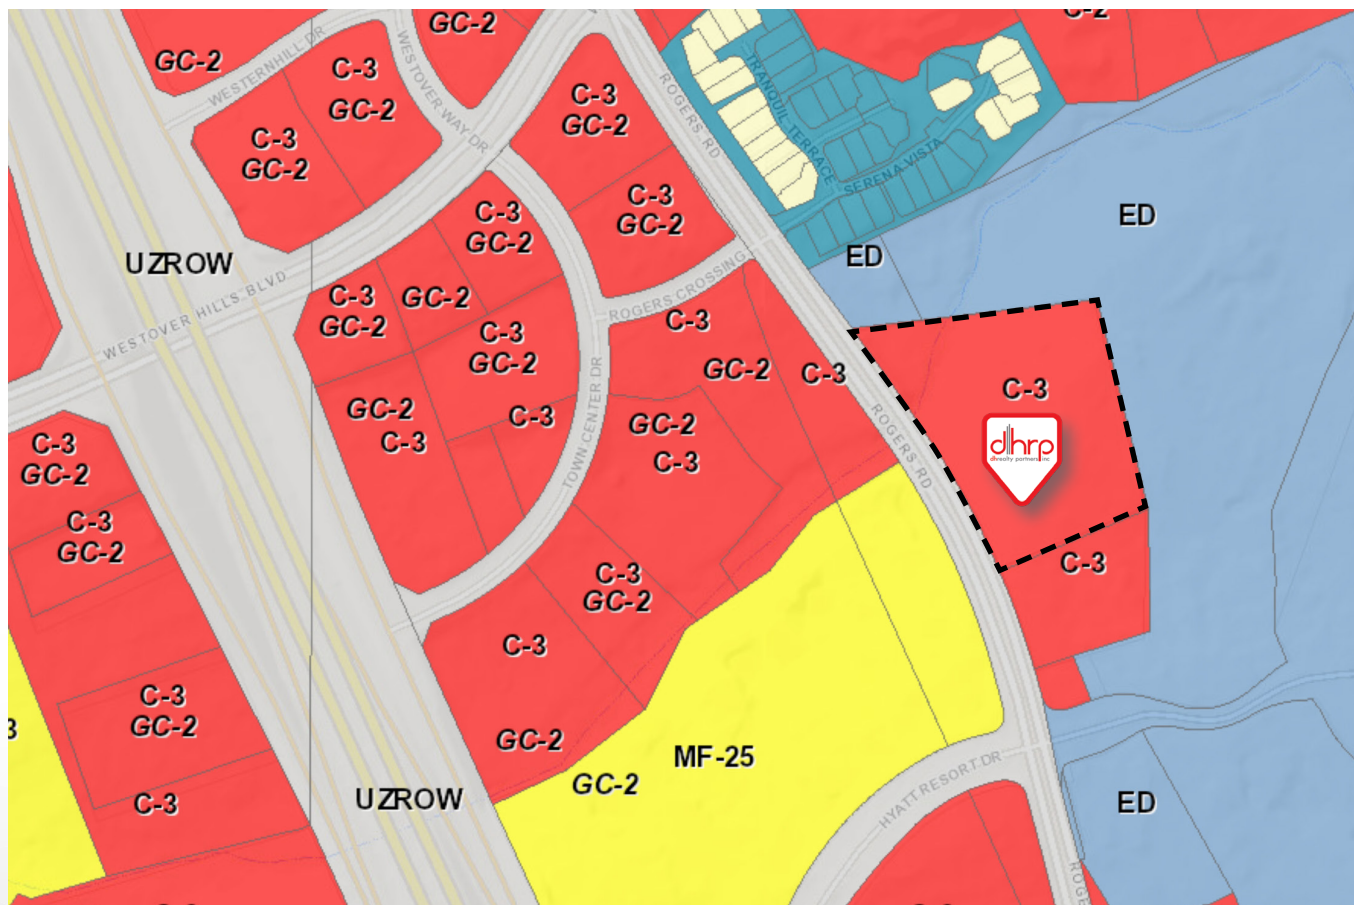 GC-2
C-2
WESTERNHILL DR
GC-2
C-3
GC-2
WESTOVER WAY DR
C-3
GC-2
ROGERS RD
TRANQUIL TERRACE
C-3
GC-2
SERENA VISTA
C-3
GC-2
C-3
GC-2
ED
ED
UZROW
WESTOVER HILLS BLVD
C-3
GC-2
GC-2
ROGERS CROSSING
C-3
C-3
GC-2
GC-2
C-3
C-3
GC-2
C-3
C-3
TOWN CENTER DR
GC-2
C-3
ROGERS RD
dhrp
C-3
GC-2
C-3
GC-2
C-3
GC-2
C-3
C-3
C-3
GC-2
3
GC-2
MF-25
GC-2
HYATT RESORT DR
C-3
UZROW
ED
ROGE